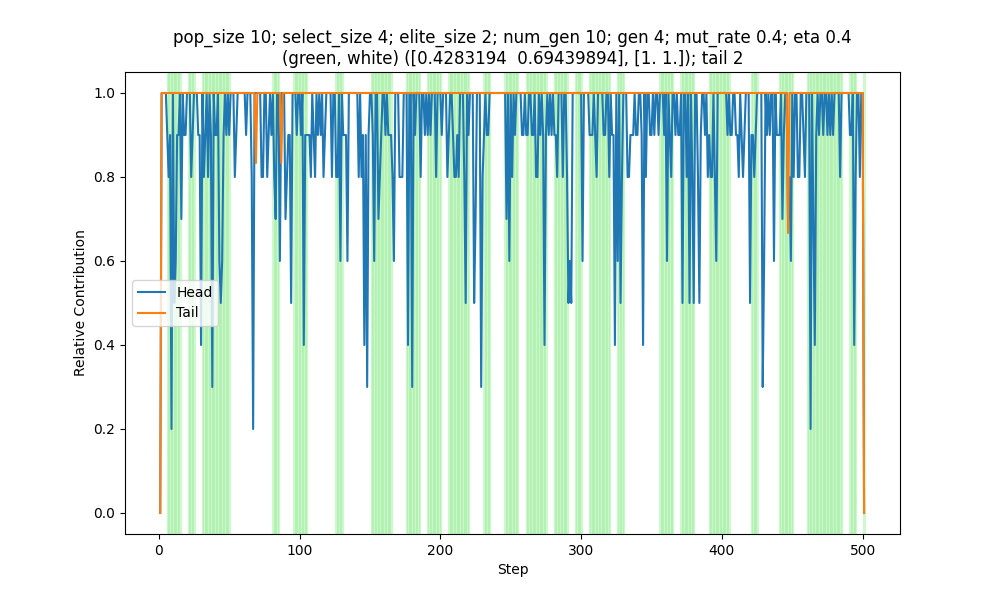 pop_size 10; select_size 4; elite_size 2; num_gen 10; gen 4; mut_rate 0.4; eta 0.4
(green, white) ([0.4283194  0.69439894], [1. 1.]); tail 2
Relative Contribution
1.0
0.8
0.6
0.4
0.2
0.0
Head
Tail
0
100
200
300
400
500
Step